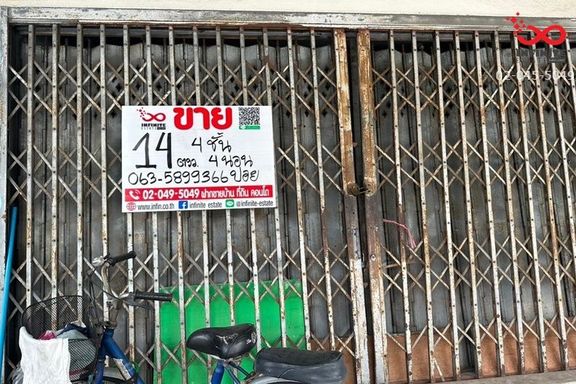 02-045-5049
INFINITE
ขาย
14 ตรว. 4 ชั้น
4 นอน
063-5899366 ปอย
02-049-5049 ฝากขายบ้าน ที่ดิน คอนโด
www.infin.co.th infinite estate @infinite-estate